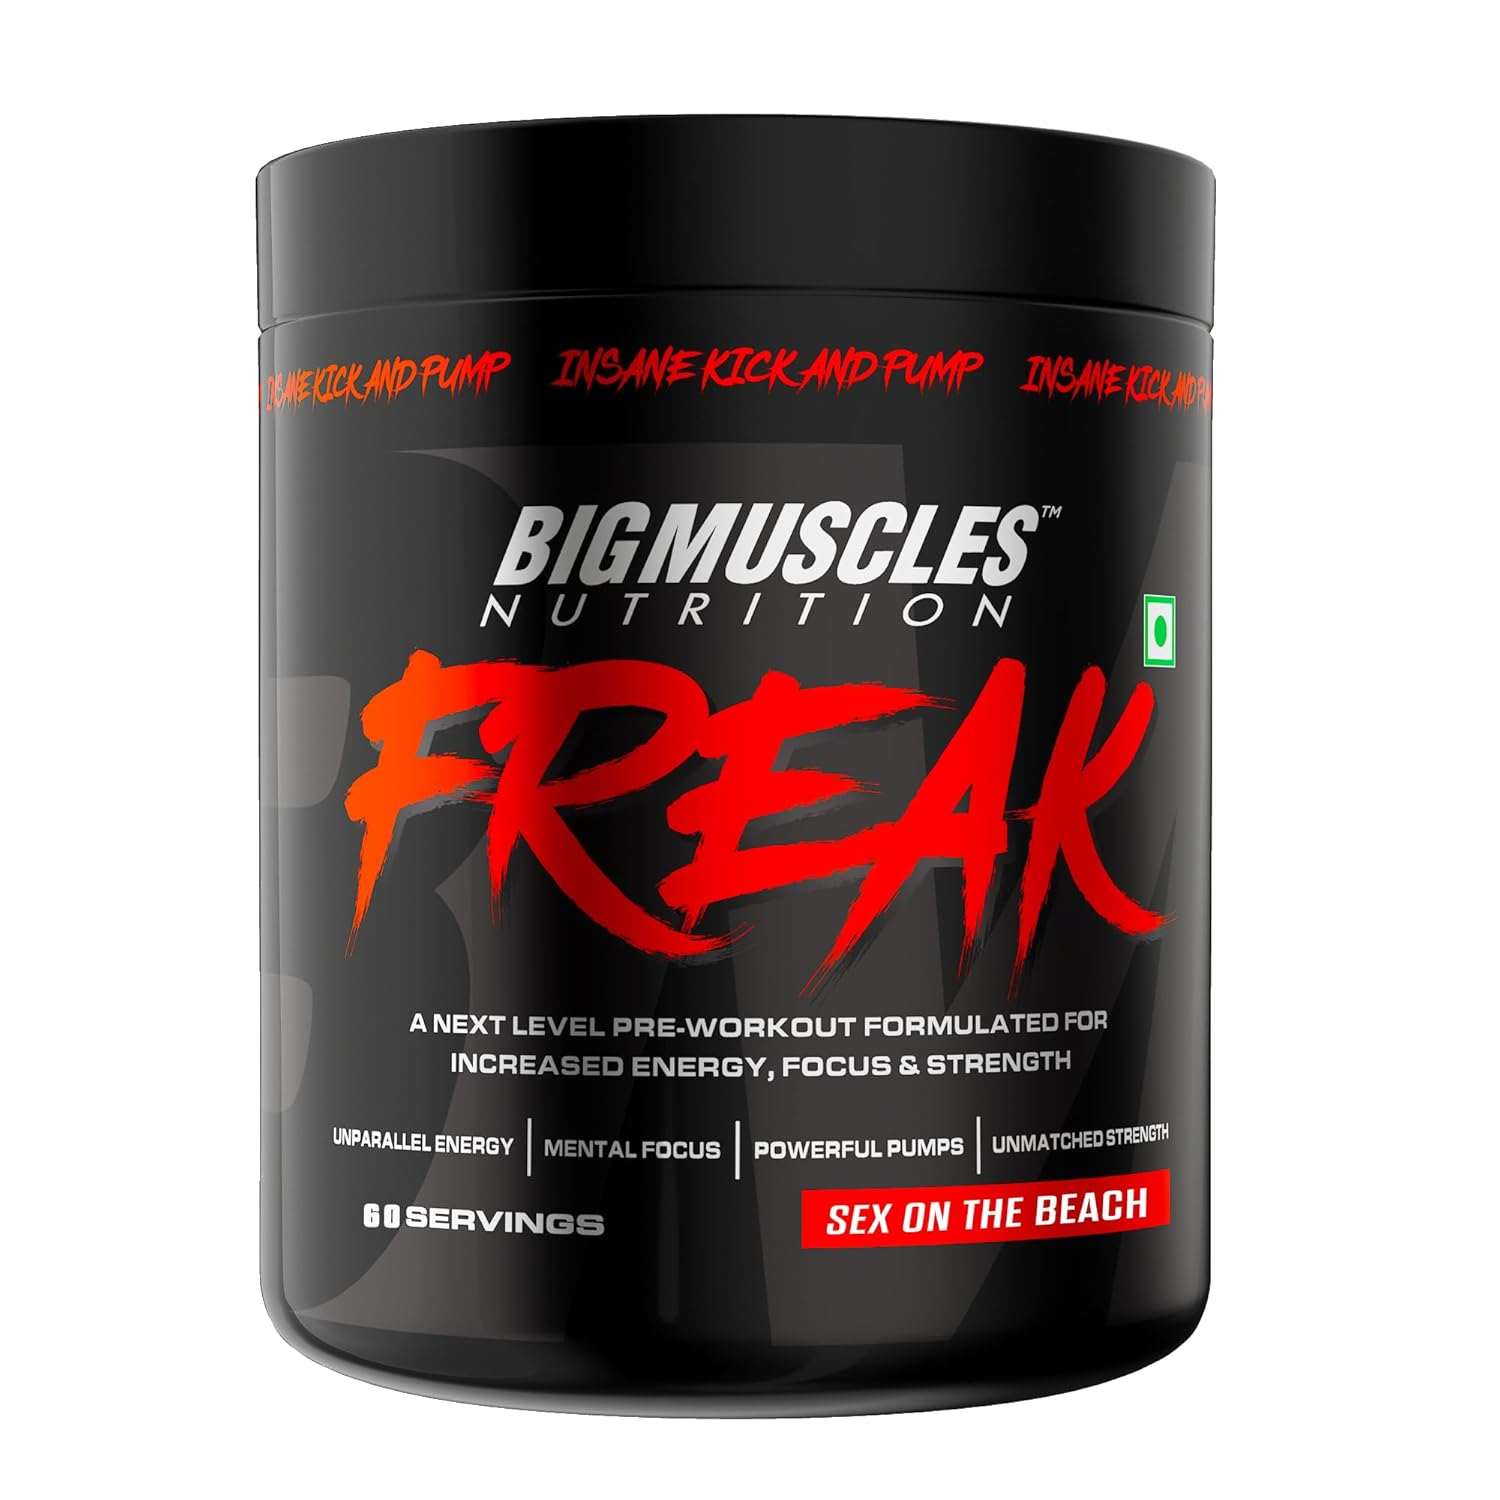 INSANE KICK AND PUMP INSANE KICK AND PUMP INSANE KICK AND PUMP
BIGMUSCLES™
NUTRITION
FREAK
A NEXT LEVEL PRE-WORKOUT FORMULATED FOR
INCREASED ENERGY, FOCUS & STRENGTH
UNPARALLEL ENERGY | MENTAL FOCUS | POWERFUL PUMPS | UNMATCHED STRENGTH
60 SERVINGS
SEX ON THE BEACH